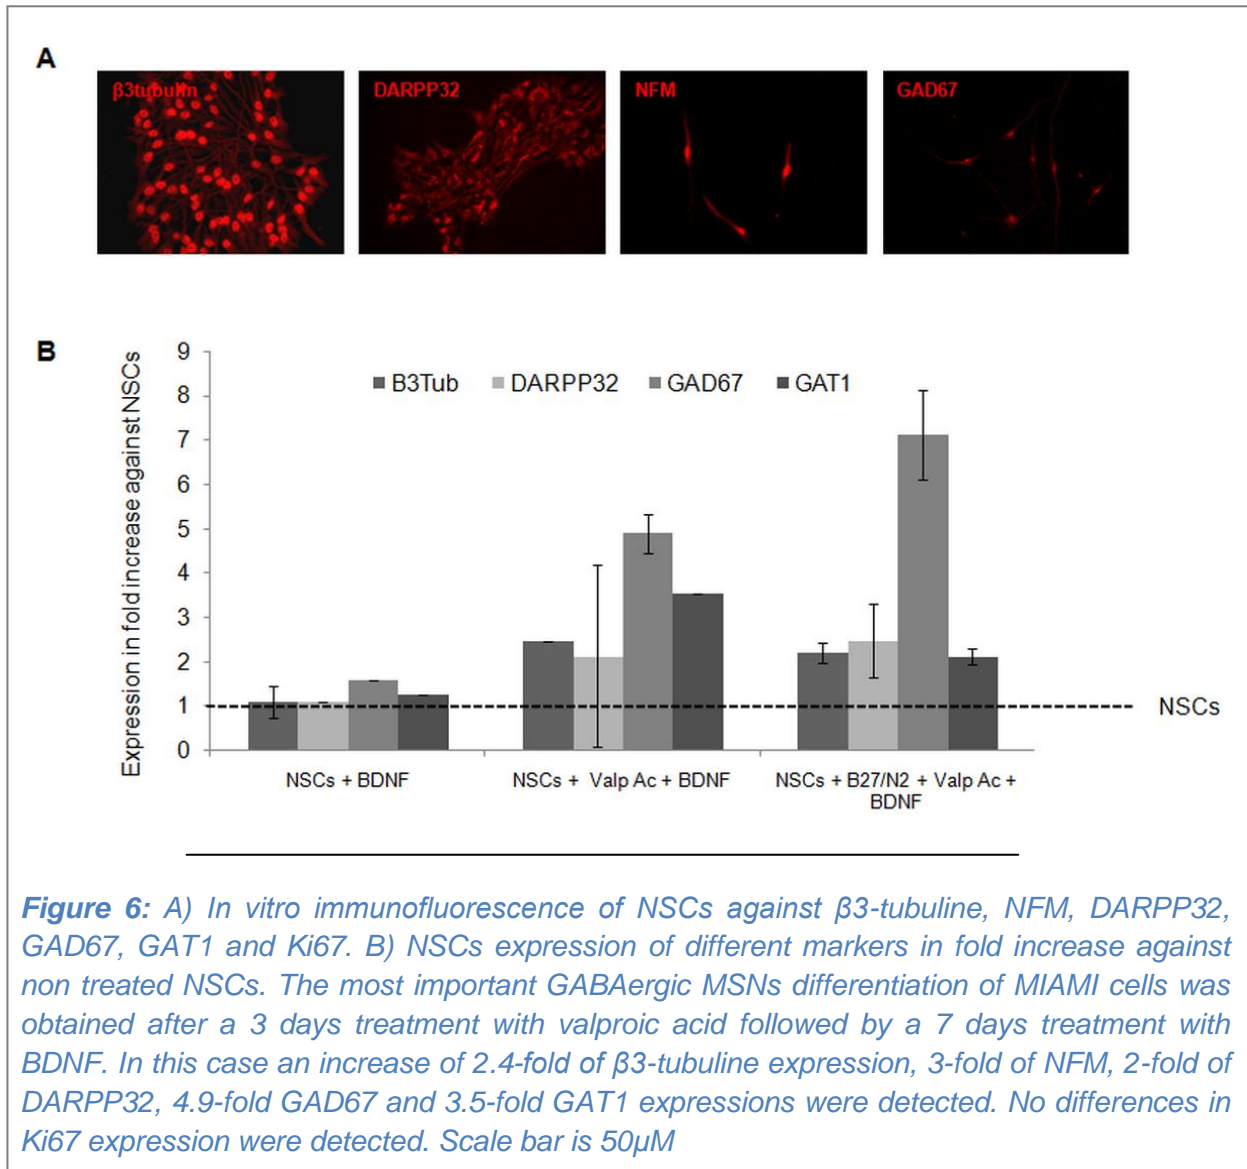 A
β3tubulin DARPP32 NFM GAD67
B
Expression in fold increase against NSCs
9
8
7
6
5
4
3
2
1
0
B3Tub DARPP32 GAD67 GAT1
NSCs
NSCs + BDNF
NSCs + Valp Ac + BDNF
NSCs + B27/N2 + Valp Ac +
BDNF
Figure 6: A) In vitro immunofluorescence of NSCs against β3-tubuline, NFM, DARPP32,
GAD67, GAT1 and Ki67. B) NSCs expression of different markers in fold increase against
non treated NSCs. The most important GABAergic MSNs differentiation of MIAMI cells was
obtained after a 3 days treatment with valproic acid followed by a 7 days treatment with
BDNF. In this case an increase of 2.4-fold of β3-tubuline expression, 3-fold of NFM, 2-fold of
DARPP32, 4.9-fold GAD67 and 3.5-fold GAT1 expressions were detected. No differences in
Ki67 expression were detected. Scale bar is 50μM